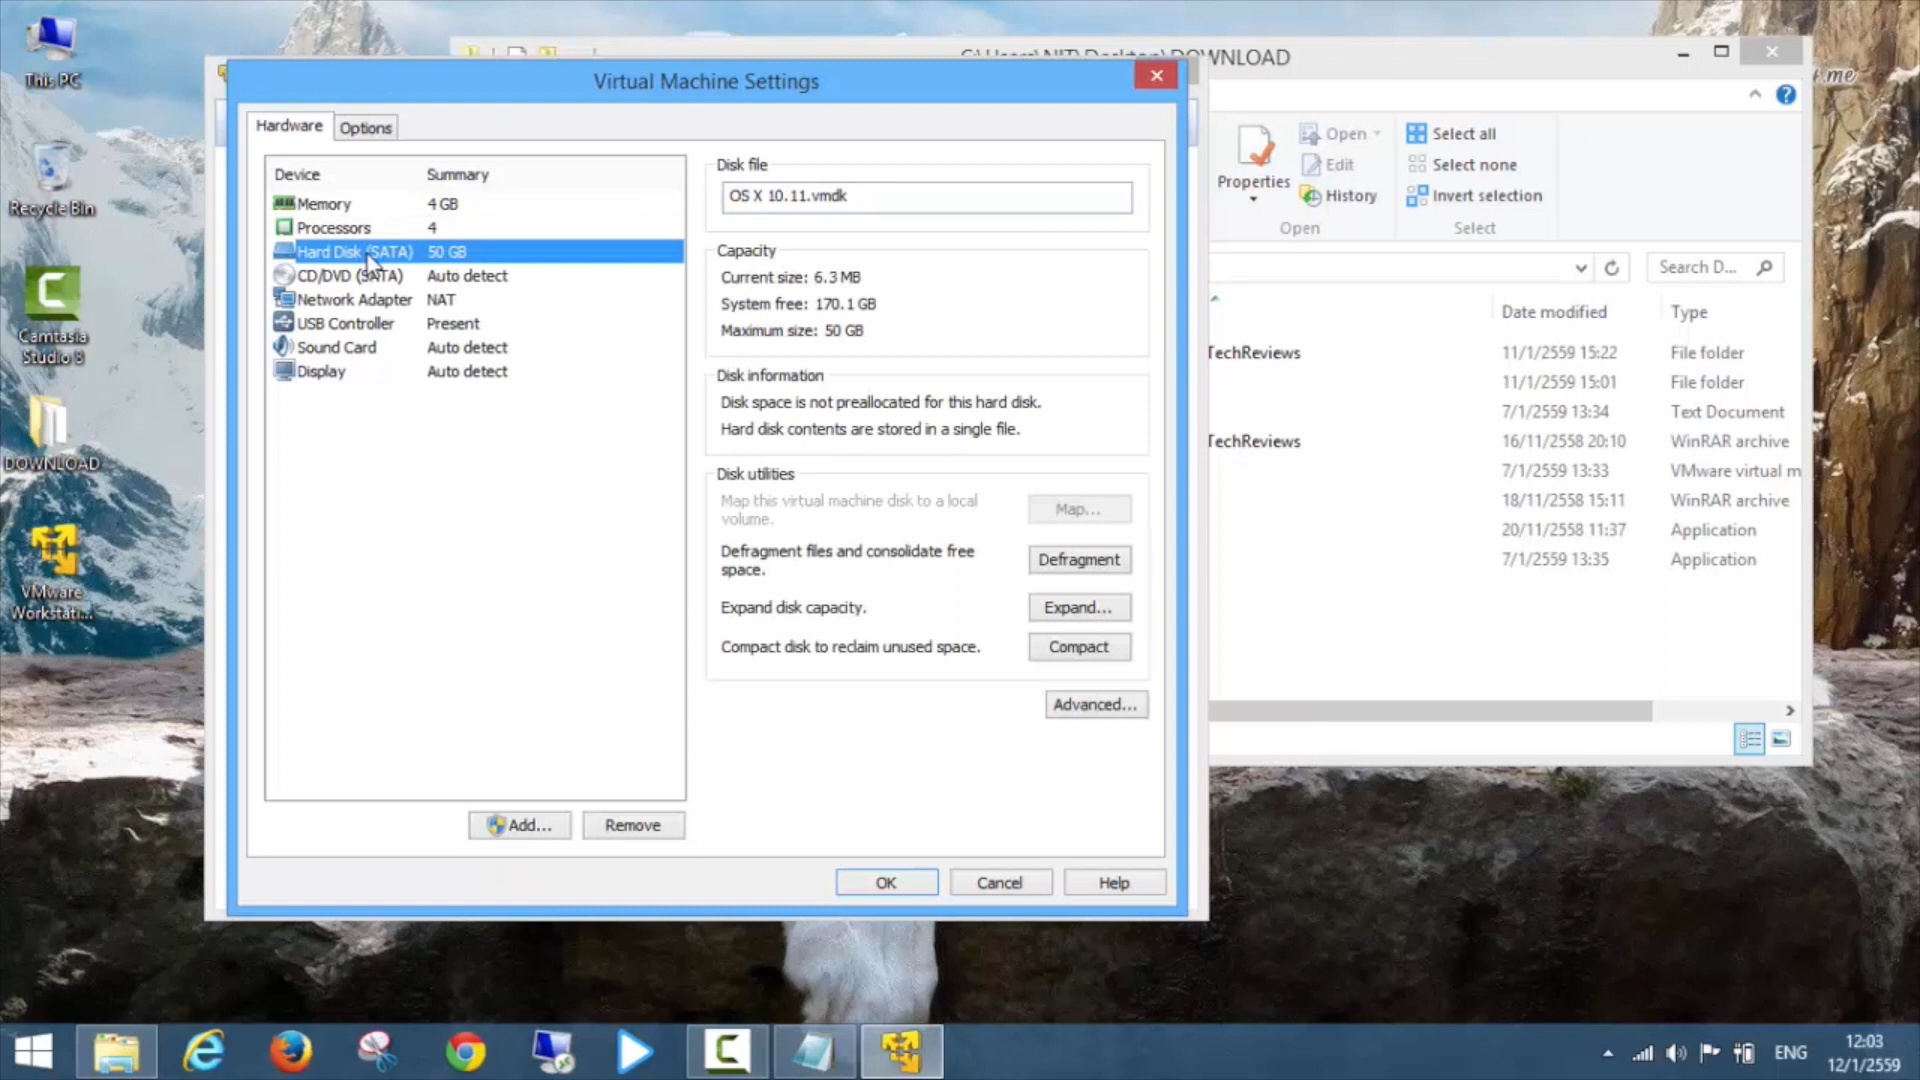 This PC
Recycle Bin
Camtasia
Studio 8
DOWNLOAD
VMware
Workstati...
C:\Users\NIT\Desktop\DOWNLOAD
t.me
Virtual Machine Settings
Hardware
Options
Device
Summary
Memory
4 GB
Processors
4
Hard Disk (SATA)
50 GB
CD/DVD (SATA)
Auto detect
Network Adapter
NAT
USB Controller
Present
Sound Card
Auto detect
Display
Auto detect
Add...
Remove
Disk file
OS X 10.11.vmdk
Capacity
Current size: 6.3 MB
System free: 170.1 GB
Maximum size: 50 GB
Disk information
Disk space is not preallocated for this hard disk.
Hard disk contents are stored in a single file.
Disk utilities
Map this virtual machine disk to a local
volume.
Map...
Defragment files and consolidate free
space.
Defragment
Expand disk capacity.
Expand...
Compact disk to reclaim unused space.
Compact
Advanced...
OK
Cancel
Help
Properties
Open
Edit
History
Open
Select all
Select none
Invert selection
Select
Search D...
Date modified
Type
TechReviews
11/1/2559 15:22
File folder
11/1/2559 15:01
File folder
7/1/2559 13:34
Text Document
TechReviews
16/11/2558 20:10
WinRAR archive
7/1/2559 13:33
VMware virtual m
18/11/2558 15:11
WinRAR archive
20/11/2558 11:37
Application
7/1/2559 13:35
Application
ENG
12:03
12/1/2559